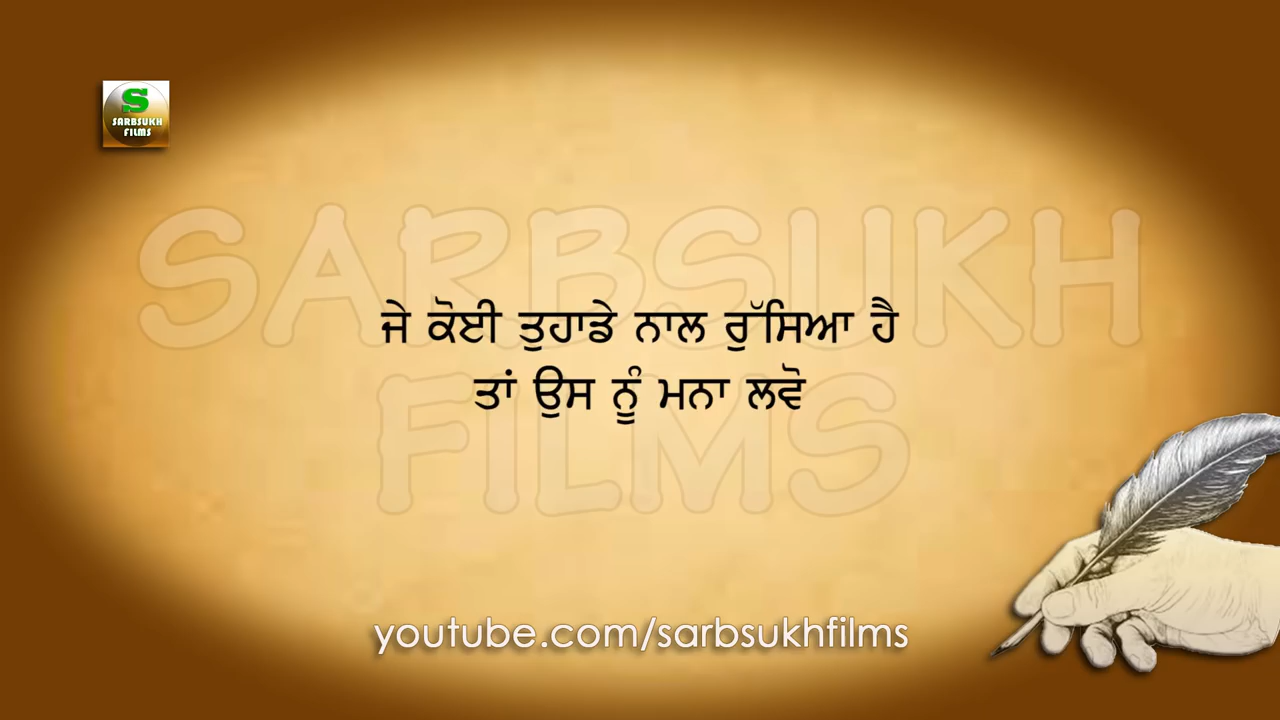 S
SARBSUKH
FILMS
SARBSUKH
FILMS
ਜੇ ਕੋਈ ਤੁਹਾਡੇ ਨਾਲ ਰੁੱਸਿਆ ਹੈ
ਤਾਂ ਉਸ ਨੂੰ ਮਨਾ ਲਵੋ
youtube.com/sarbsukhfilms